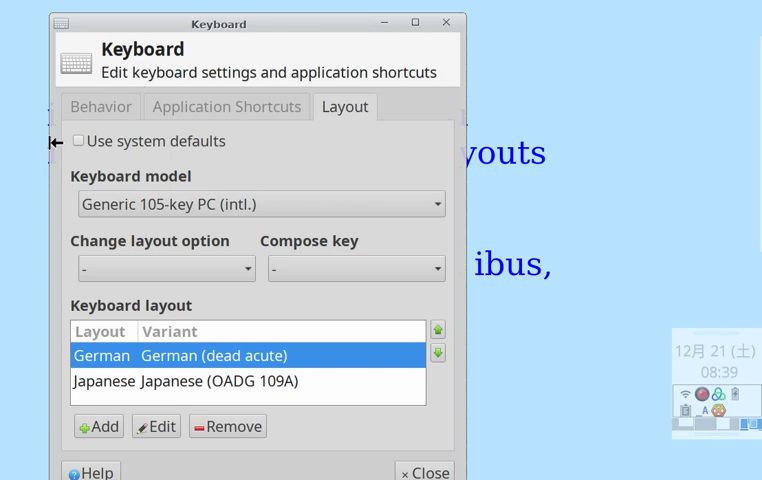 Keyboard
Keyboard
Edit keyboard settings and application shortcuts
Behavior Application Shortcuts Layout
Use system defaults
youts
Keyboard model
Generic 105-key PC (intl.)
Change layout option Compose key
- -
ibus,
Keyboard layout
Layout Variant
German German (dead acute)
Japanese Japanese (OADG 109A)
12月 21 (土)
08:39
_A
Add Edit Remove
Help × Close